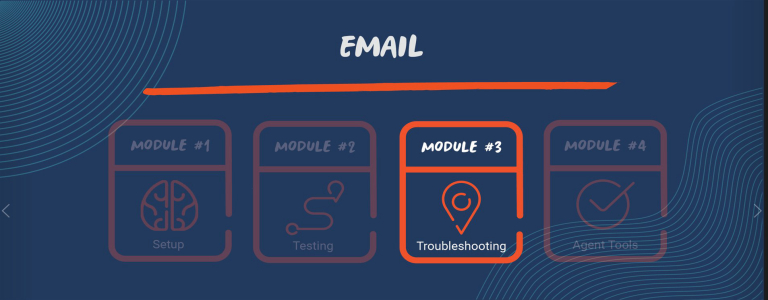 EMAIL
MODULE #1
MODULE #2
MODULE #3
MODULE #4
Setup
Testing
Troubleshooting
Agent Tools